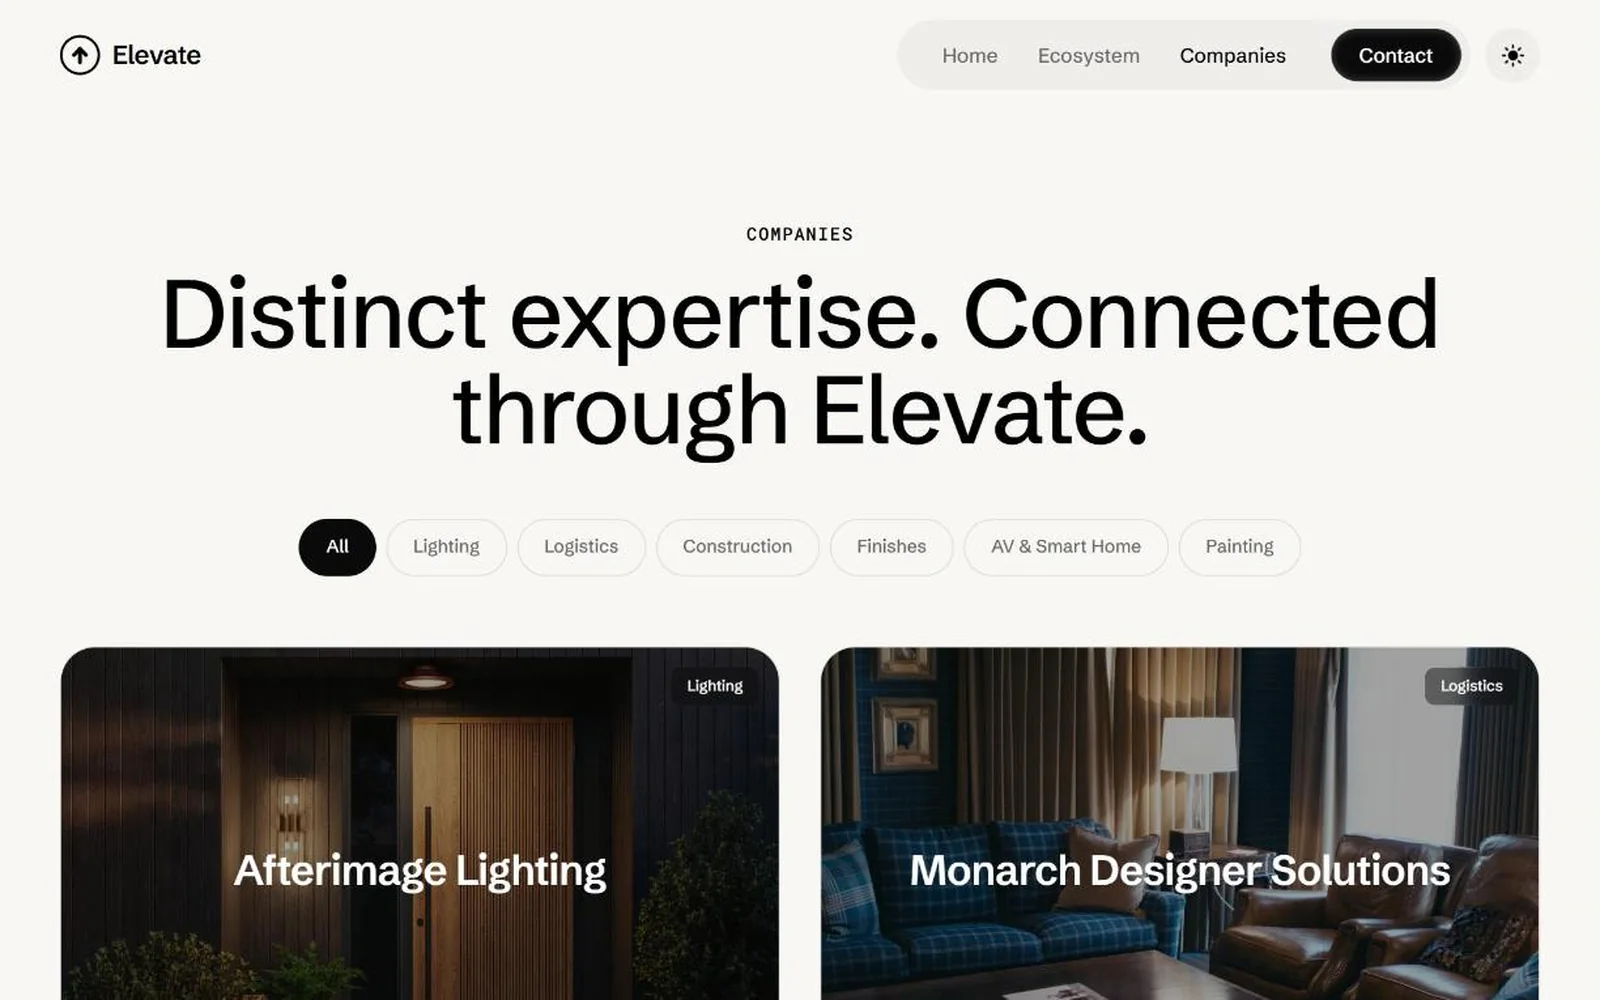 Elevate
Home Ecosystem Companies Contact
COMPANIES
Distinct expertise. Connected
through Elevate.
All Lighting Logistics Construction Finishes AV & Smart Home Painting
Lighting
Afterimage Lighting
Logistics
Monarch Designer Solutions